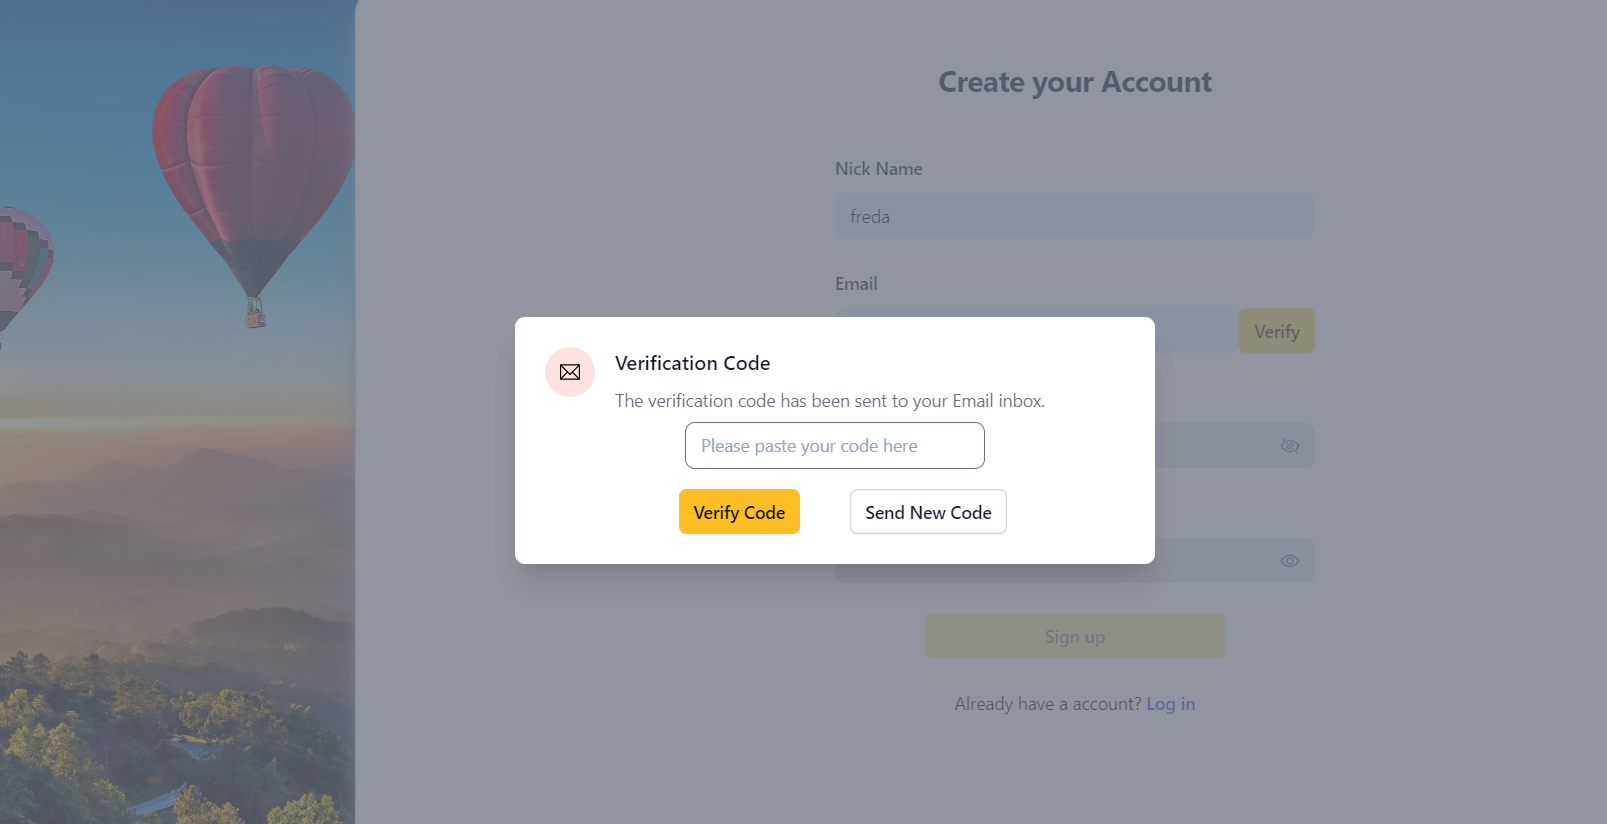 Create your Account
Nick Name
freda
Email
Verify
Verification Code
The verification code has been sent to your Email inbox.
Please paste your code here
Verify Code
Send New Code
Sign up
Already have a account? Log in